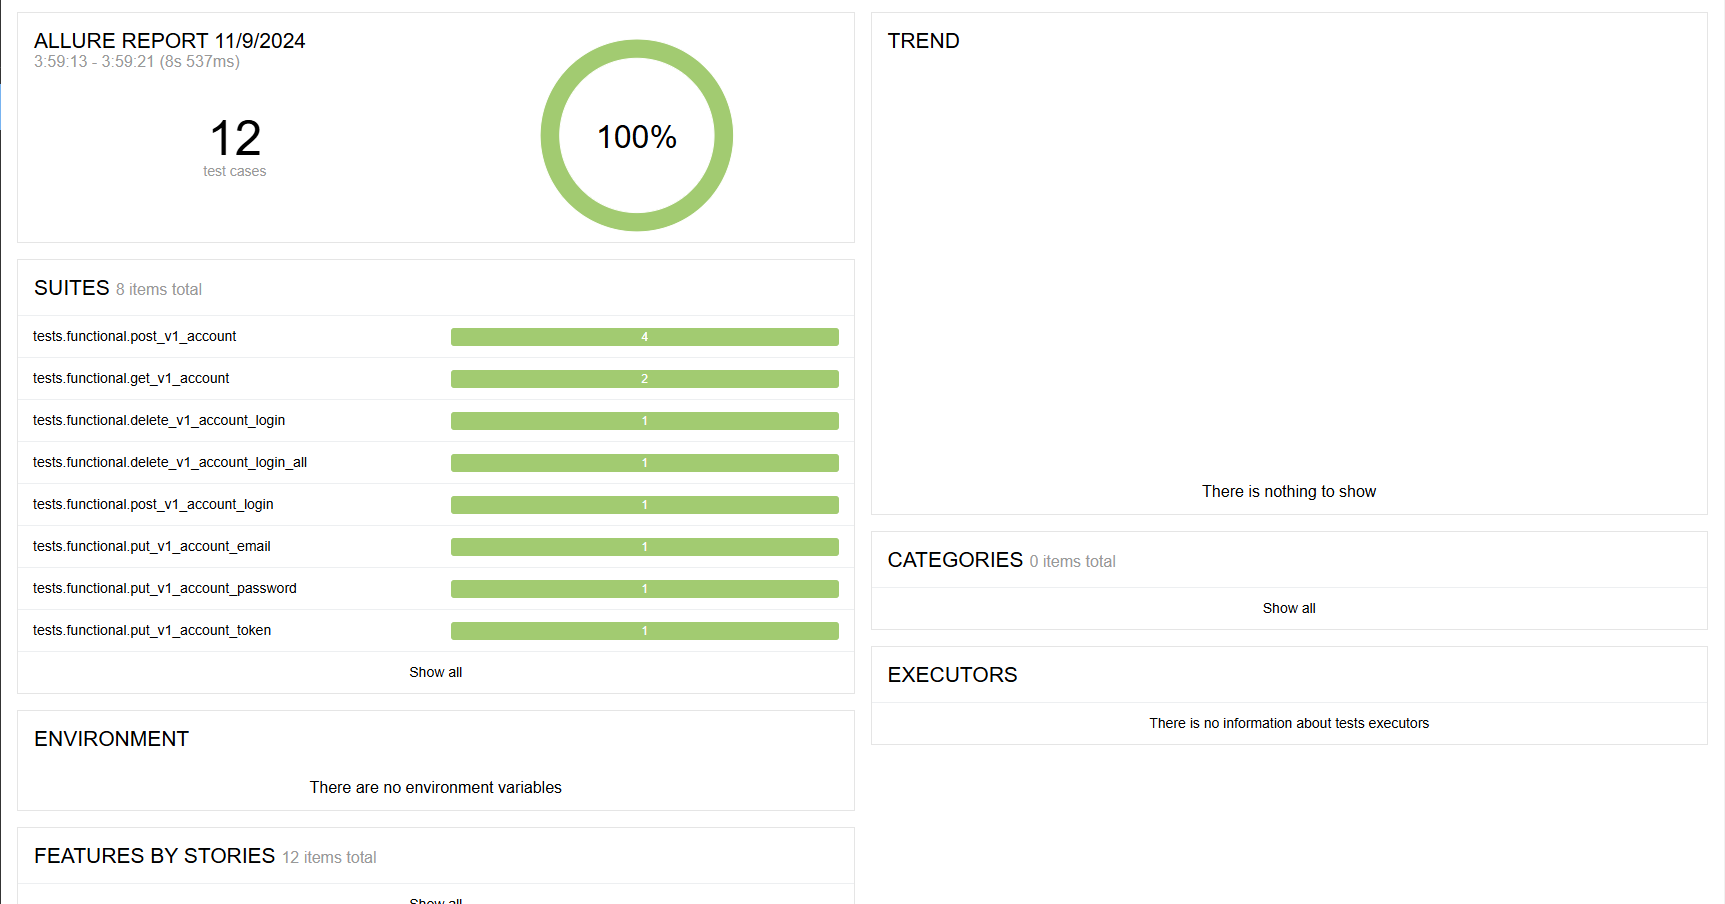 ALLURE REPORT 11/9/2024
3:59:13 - 3:59:21 (8s 537ms)
12
test cases
100%
SUITES 8 items total
tests.functional.post_v1_account 4
tests.functional.get_v1_account 2
tests.functional.delete_v1_account_login 1
tests.functional.delete_v1_account_login_all 1
tests.functional.post_v1_account_login 1
tests.functional.put_v1_account_email 1
tests.functional.put_v1_account_password 1
tests.functional.put_v1_account_token 1
Show all
ENVIRONMENT
There are no environment variables
FEATURES BY STORIES 12 items total
Show all
TREND
There is nothing to show
CATEGORIES 0 items total
Show all
EXECUTORS
There is no information about tests executors